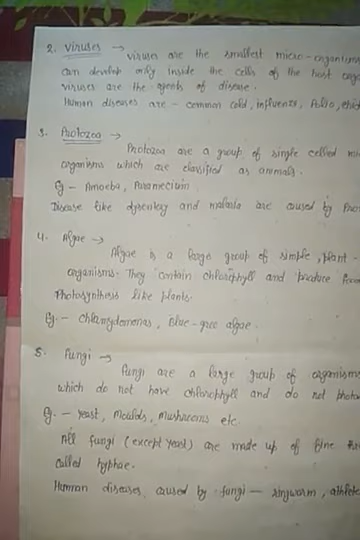 2. Viruses →
viruses are the smallest micro-organisms
can develop only inside the cells of the host
viruses are the agents of disease.
Human diseases are - common cold, influenza, Polio,
3. Protozoa →
Protozoa are a group of single celled
organisms which are classified as animals.
Eg - Amoeba, Paramecium.
Disease like dysentery and malaria are caused by
4. Algae →
Algae is a large group of simple, plant-
organisms. They contain chlorophyll and produce
Photosynthesis like plants.
Eg.- Chlamydomonas, Blue-green algae.
5. Fungi →
Fungi are a large group of organisms
which do not have chlorophyll and do not
Eg. - Yeast, Moulds, Mushrooms etc.
All fungi (except yeast) are made up of fine
called hyphae.
Human diseases caused by fungi - ringworm,